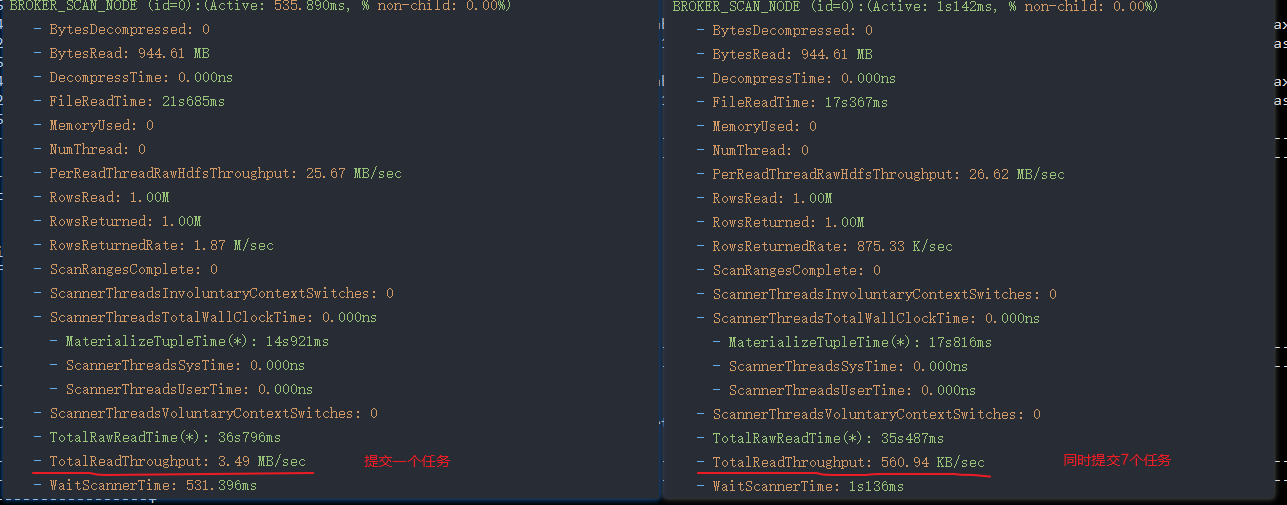 BROKER_SCAN_NODE (id=0):(Active: 535.890ms, % non-child: 0.00%)
- BytesDecompressed: 0
- BytesRead: 944.61 MB
- DecompressTime: 0.000ns
- FileReadTime: 21s685ms
- MemoryUsed: 0
- NumThread: 0
- PerReadThreadRawHdfsThroughput: 25.67 MB/sec
- RowsRead: 1.00M
- RowsReturned: 1.00M
- RowsReturnedRate: 1.87 M/sec
- ScanRangesComplete: 0
- ScannerThreadsInvoluntaryContextSwitches: 0
- ScannerThreadsTotalWallClockTime: 0.000ns
- MaterializeTupleTime(*): 14s921ms
- ScannerThreadsSysTime: 0.000ns
- ScannerThreadsUserTime: 0.000ns
- ScannerThreadsVoluntaryContextSwitches: 0
- TotalRawReadTime(*): 36s796ms
- TotalReadThroughput: 3.49 MB/sec
提交一个任务
- WaitScannerTime: 531.396ms
BROKER_SCAN_NODE (id=0):(Active: 1s142ms, % non-child: 0.00%)
- BytesDecompressed: 0
- BytesRead: 944.61 MB
- DecompressTime: 0.000ns
- FileReadTime: 17s367ms
- MemoryUsed: 0
- NumThread: 0
- PerReadThreadRawHdfsThroughput: 26.62 MB/sec
- RowsRead: 1.00M
- RowsReturned: 1.00M
- RowsReturnedRate: 875.33 K/sec
- ScanRangesComplete: 0
- ScannerThreadsInvoluntaryContextSwitches: 0
- ScannerThreadsTotalWallClockTime: 0.000ns
- MaterializeTupleTime(*): 17s816ms
- ScannerThreadsSysTime: 0.000ns
- ScannerThreadsUserTime: 0.000ns
- ScannerThreadsVoluntaryContextSwitches: 0
- TotalRawReadTime(*): 35s487ms
- TotalReadThroughput: 560.94 KB/sec
同时提交7个任务
- WaitScannerTime: 1s136ms